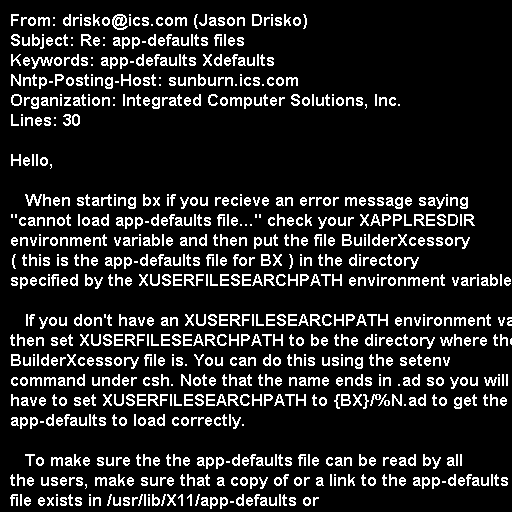 From: drisko@ics.com (Jason Drisko)
Subject: Re: app-defaults files
Keywords: app-defaults Xdefaults
Nntp-Posting-Host: sunburn.ics.com
Organization: Integrated Computer Solutions, Inc.
Lines: 30
Hello,
When starting bx if you recieve an error message saying
"cannot load app-defaults file..." check your XAPPLRESDIR
environment variable and then put the file BuilderXcessory
( this is the app-defaults file for BX ) in the directory
specified by the XUSERFILESEARCHPATH environment variable
If you don't have an XUSERFILESEARCHPATH environment va
then set XUSERFILESEARCHPATH to be the directory where the
BuilderXcessory file is. You can do this using the setenv
command under csh. Note that the name ends in .ad so you will
have to set XUSERFILESEARCHPATH to {BX}/%N.ad to get the
app-defaults to load correctly.
To make sure the the app-defaults file can be read by all
the users, make sure that a copy of or a link to the app-defaults
file exists in /usr/lib/X11/app-defaults or